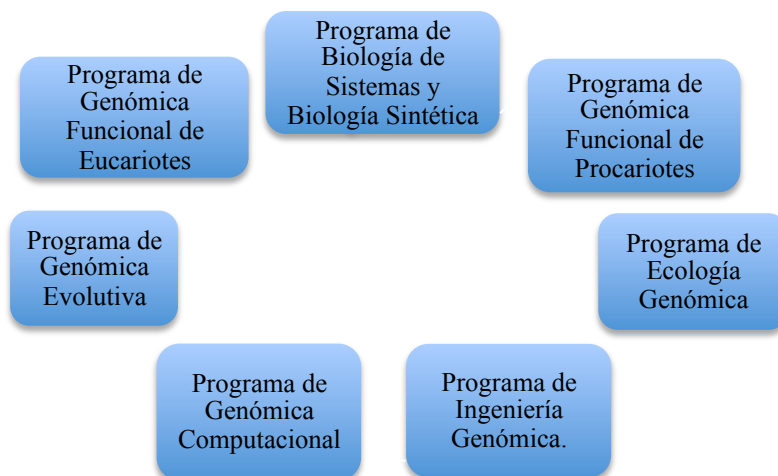 Programa de
Biología de
Sistemas y
Biología Sintética
Programa de
Genómica
Funcional de
Eucariotes
Programa de
Genómica
Funcional de
Procariotes
Programa de
Genómica
Evolutiva
Programa de
Ecología
Genómica
Programa de
Genómica
Computacional
Programa de
Ingeniería
Genómica.